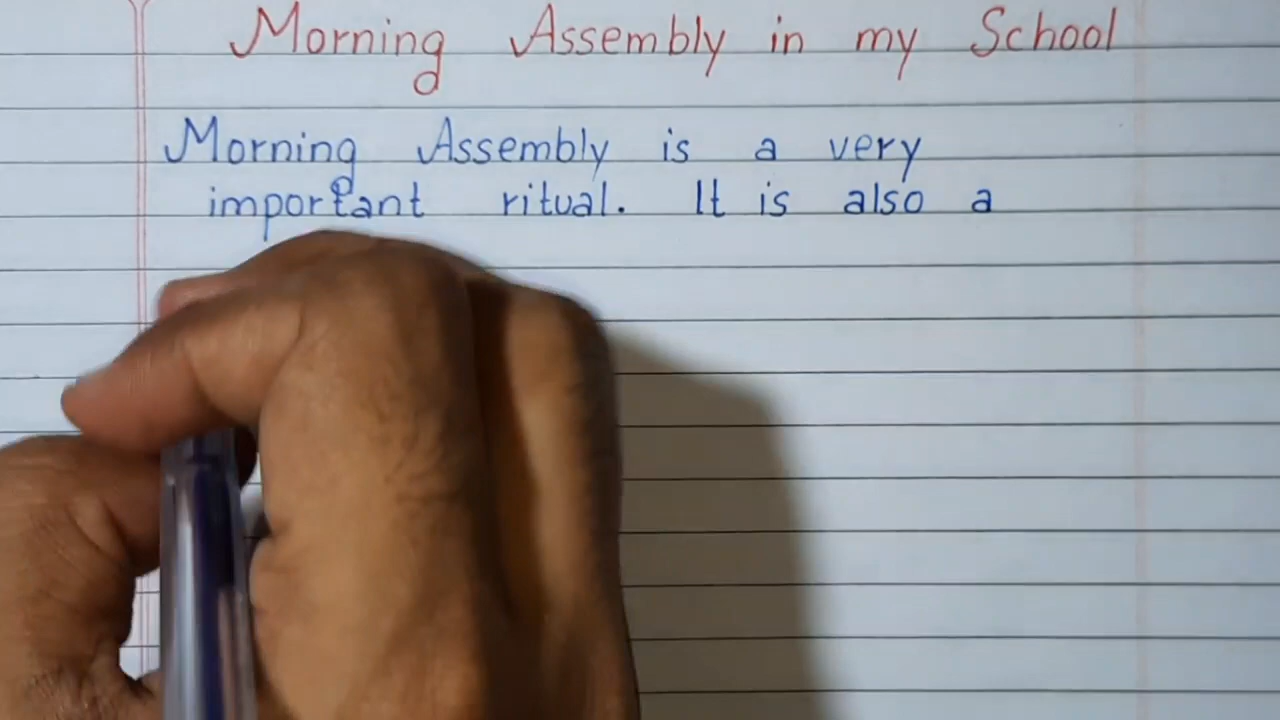 Morning Assembly in my School
Morning Assembly is a very
important ritual. It is also a